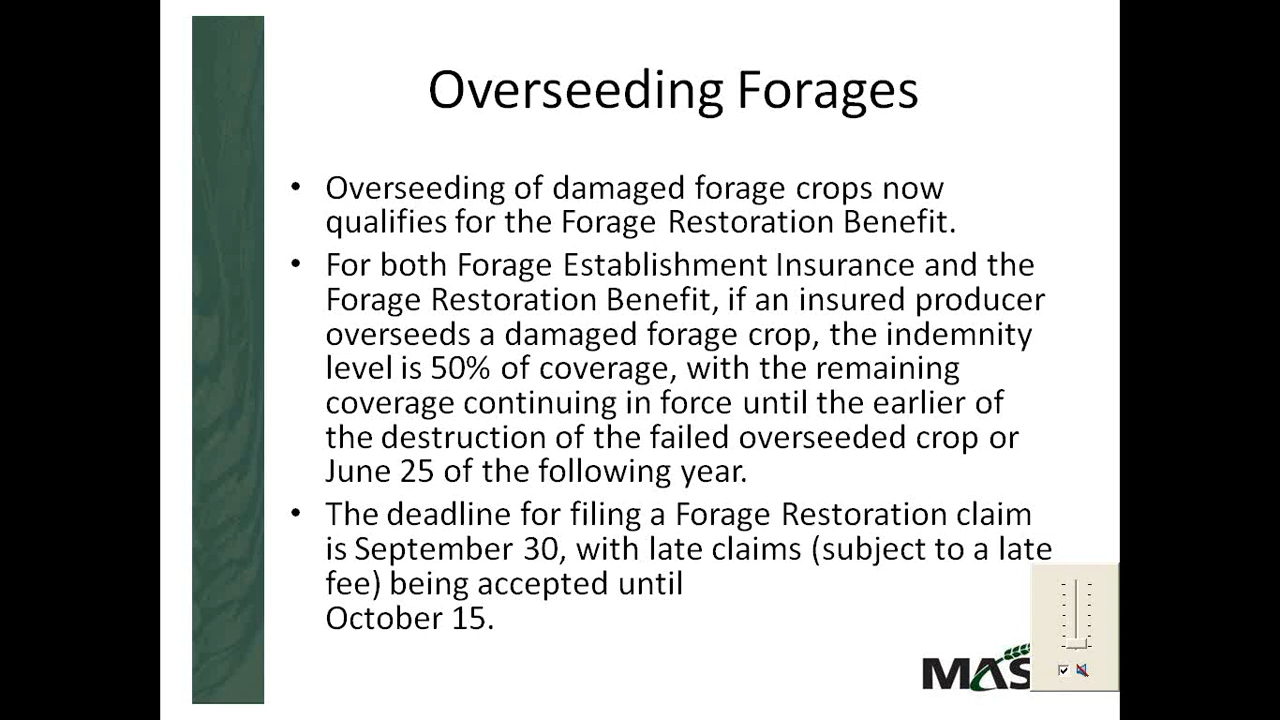 Overseeding Forages
• Overseeding of damaged forage crops now
qualifies for the Forage Restoration Benefit.
• For both Forage Establishment Insurance and the
Forage Restoration Benefit, if an insured producer
overseeds a damaged forage crop, the indemnity
level is 50% of coverage, with the remaining
coverage continuing in force until the earlier of
the destruction of the failed overseeded crop or
June 25 of the following year.
• The deadline for filing a Forage Restoration claim
is September 30, with late claims (subject to a late
fee) being accepted until
October 15.
MAS